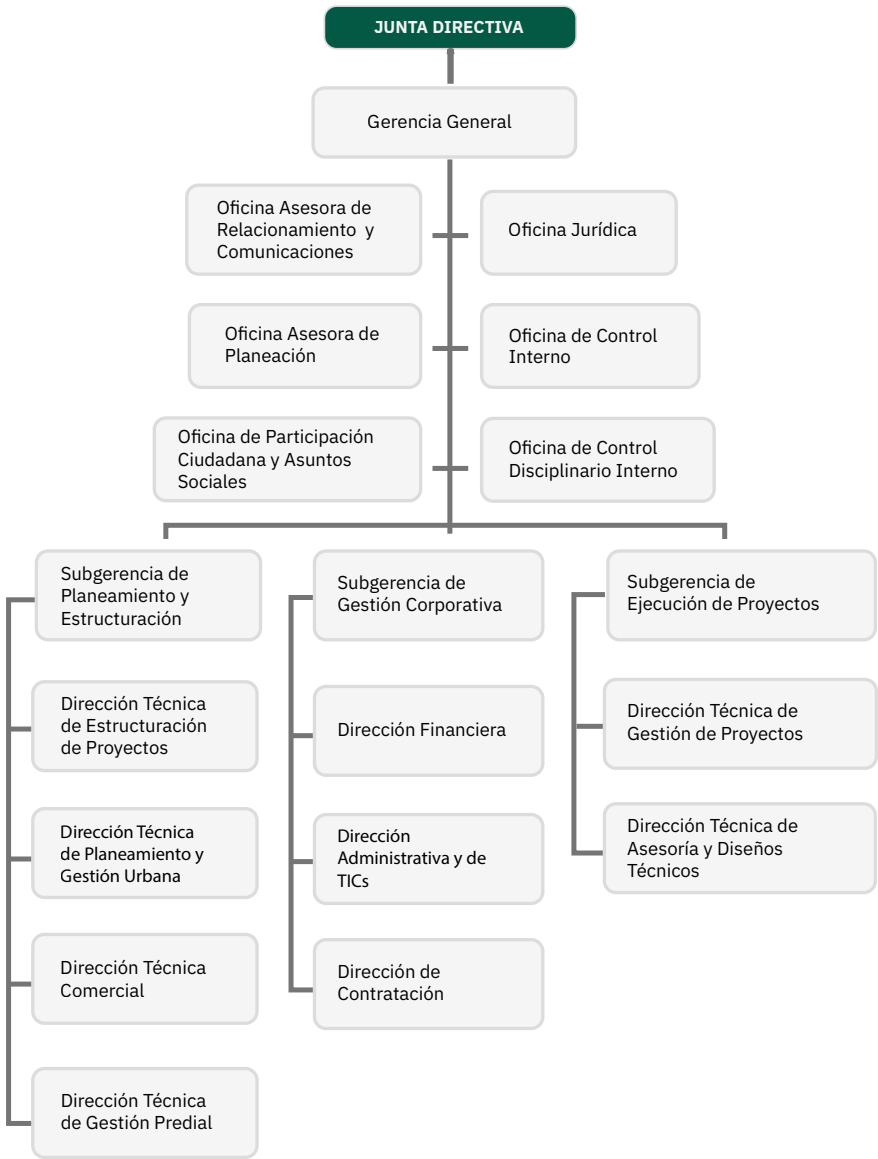 JUNTA DIRECTIVA
Gerencia General
Oficina Asesora de
Relacionamiento y
Comunicaciones
Oficina Jurídica
Oficina Asesora de
Planeación
Oficina de Control
Interno
Oficina de Participación
Ciudadana y Asuntos
Sociales
Oficina de Control
Disciplinario Interno
Subgerencia de
Planeamiento y
Estructuración
Dirección Técnica
de Estructuración
de Proyectos
Dirección Técnica
de Planeamiento y
Gestión Urbana
Dirección Técnica
Comercial
Dirección Técnica
de Gestión Predial
Subgerencia de
Gestión Corporativa
Dirección Financiera
Dirección
Administrativa y de
TICs
Dirección de
Contratación
Subgerencia de
Ejecución de Proyectos
Dirección Técnica de
Gestión de Proyectos
Dirección Técnica de
Asesoría y Diseños
Técnicos